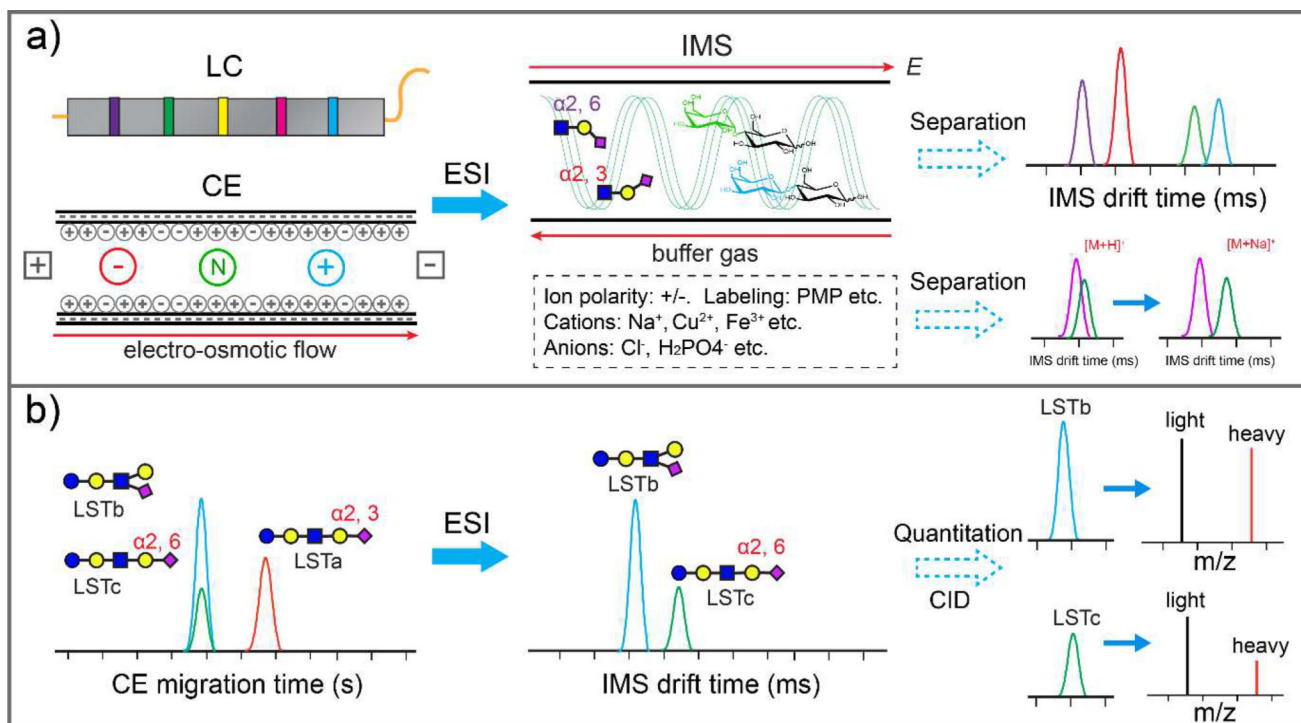 a)
LC
CE
+
-
N
+
-
electro-osmotic flow
ESI
IMS
E
α2, 6
α2, 3
buffer gas
Ion polarity: +/-. Labeling: PMP etc.
Cations: Na⁺, Cu²⁺, Fe³⁺ etc.
Anions: Cl⁻, H₂PO4⁻ etc.
Separation
IMS drift time (ms)
Separation
[M+H]⁺
[M+Na]⁺
IMS drift time (ms)
IMS drift time (ms)
b)
LSTb
α2, 6
LSTc
α2, 3
LSTa
CE migration time (s)
ESI
LSTb
α2, 6
LSTc
IMS drift time (ms)
Quantitation
CID
LSTb
light
heavy
m/z
LSTc
light
heavy
m/z